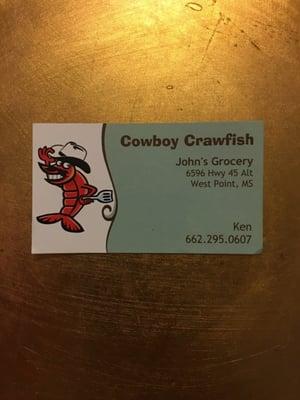 Cowboy Crawfish
John's Grocery
6596 Hwy 45 Alt
West Point, MS
Ken
662.295.0607